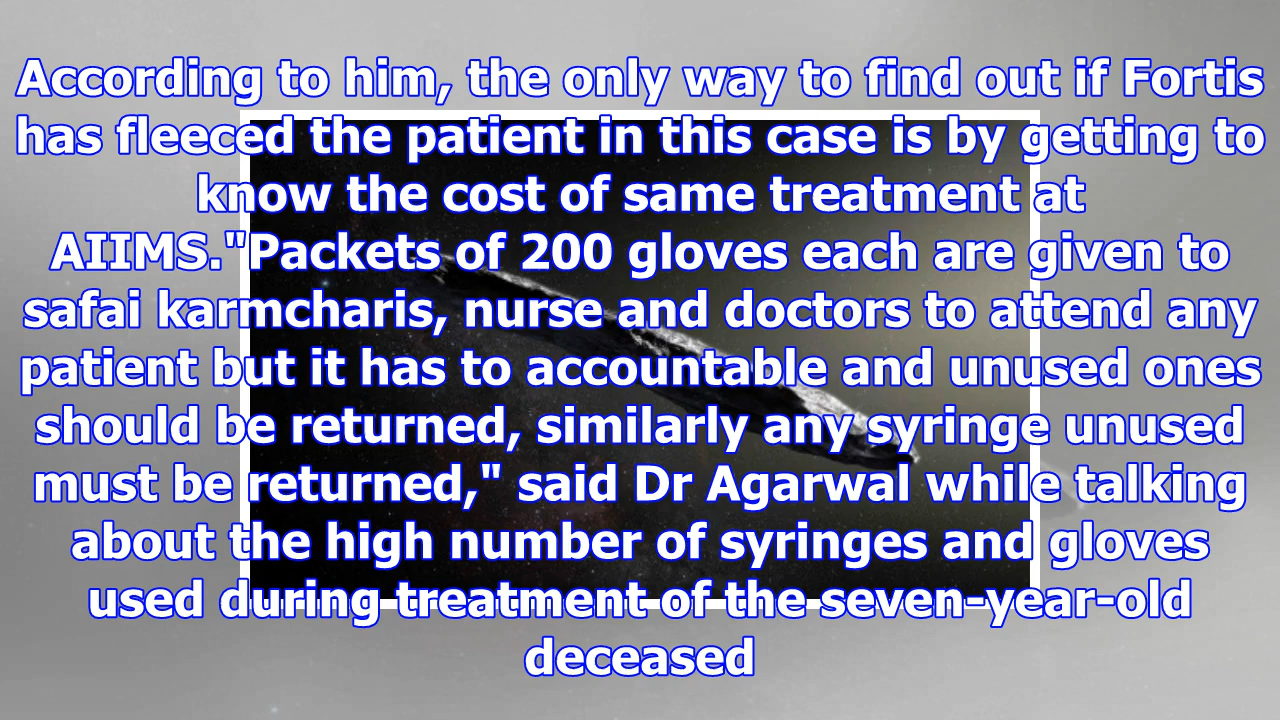 According to him, the only way to find out if Fortis
has fleeced the patient in this case is by getting to
know the cost of same treatment at
AIIMS."Packets of 200 gloves each are given to
safai karmcharis, nurse and doctors to attend any
patient but it has to accountable and unused ones
should be returned, similarly any syringe unused
must be returned," said Dr Agarwal while talking
about the high number of syringes and gloves
used during treatment of the seven-year-old
deceased